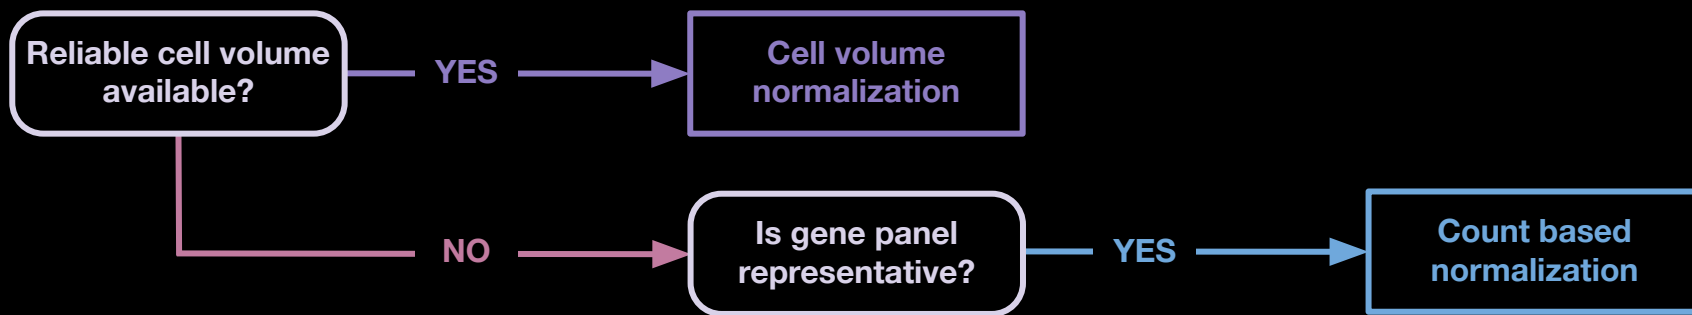 Reliable cell volume
available?
YES
Cell volume
normalization
NO
Is gene panel
representative?
YES
Count based
normalization